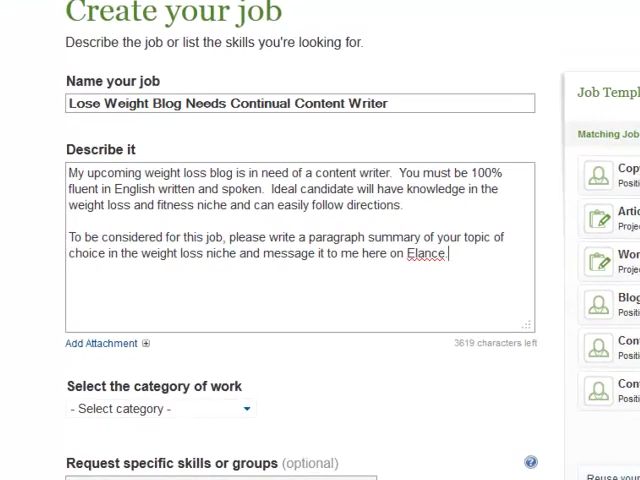 Create your job
Describe the job or list the skills you're looking for.
Name your job
Lose Weight Blog Needs Continual Content Writer
Describe it
My upcoming weight loss blog is in need of a content writer.  You must be 100%
fluent in English written and spoken.  Ideal candidate will have knowledge in the
weight loss and fitness niche and can easily follow directions.
To be considered for this job, please write a paragraph summary of your topic of
choice in the weight loss niche and message it to me here on Elance.
Add Attachment
3619 characters left
Select the category of work
- Select category -
Request specific skills or groups (optional)
Job Templ
Matching Job
Cop
Positi
Artic
Projec
Wor
Projec
Blog
Positi
Cont
Positi
Cont
Positi
Reuse your